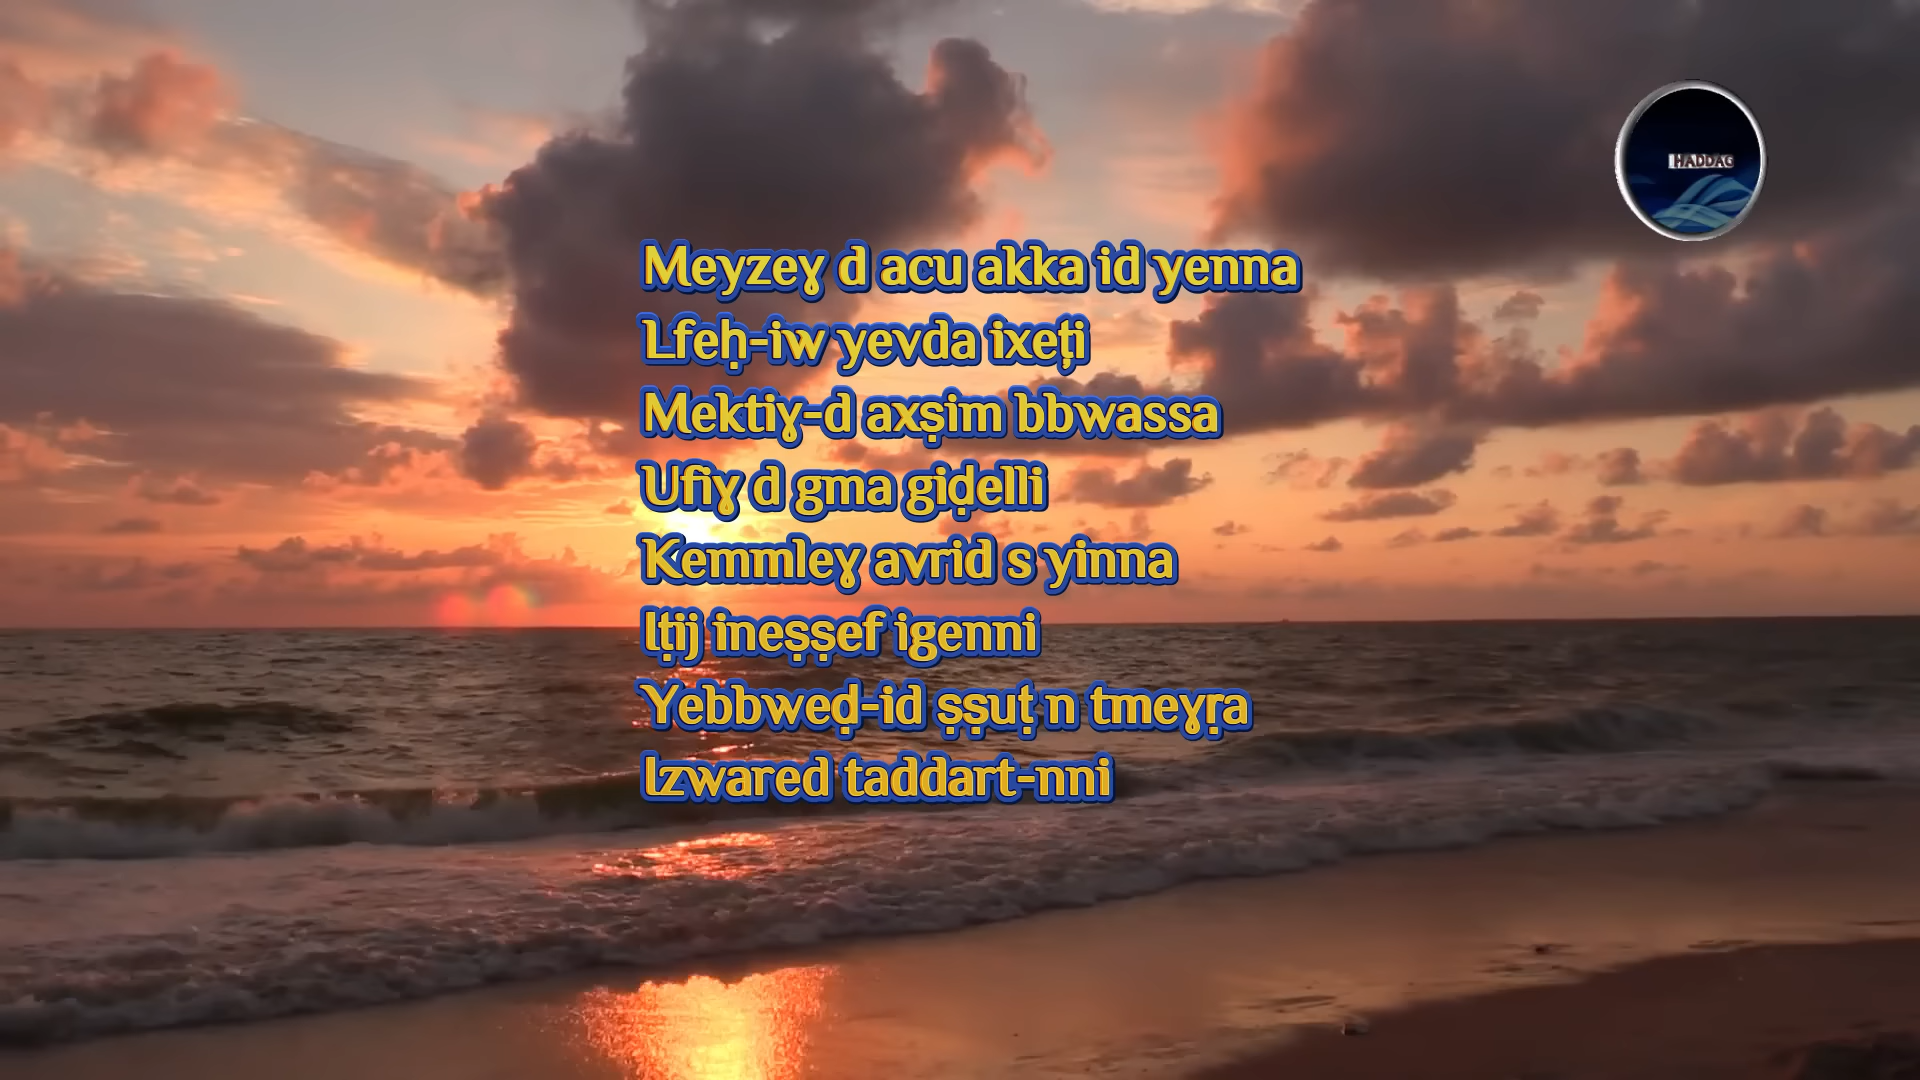 HADDAG
Meyzeɣ d acu akka id yenna
Lfeḥ-iw yevda ixeṭi
Mektiɣ-d axṣim bbwassa
Ufiɣ d gma giḍelli
Kemmleɣ avrid s yinna
Iṭij ineṣṣef igenni
Yebbweḍ-id ṣṣuṭ n tmeɣṛa
Izwared taddart-nni